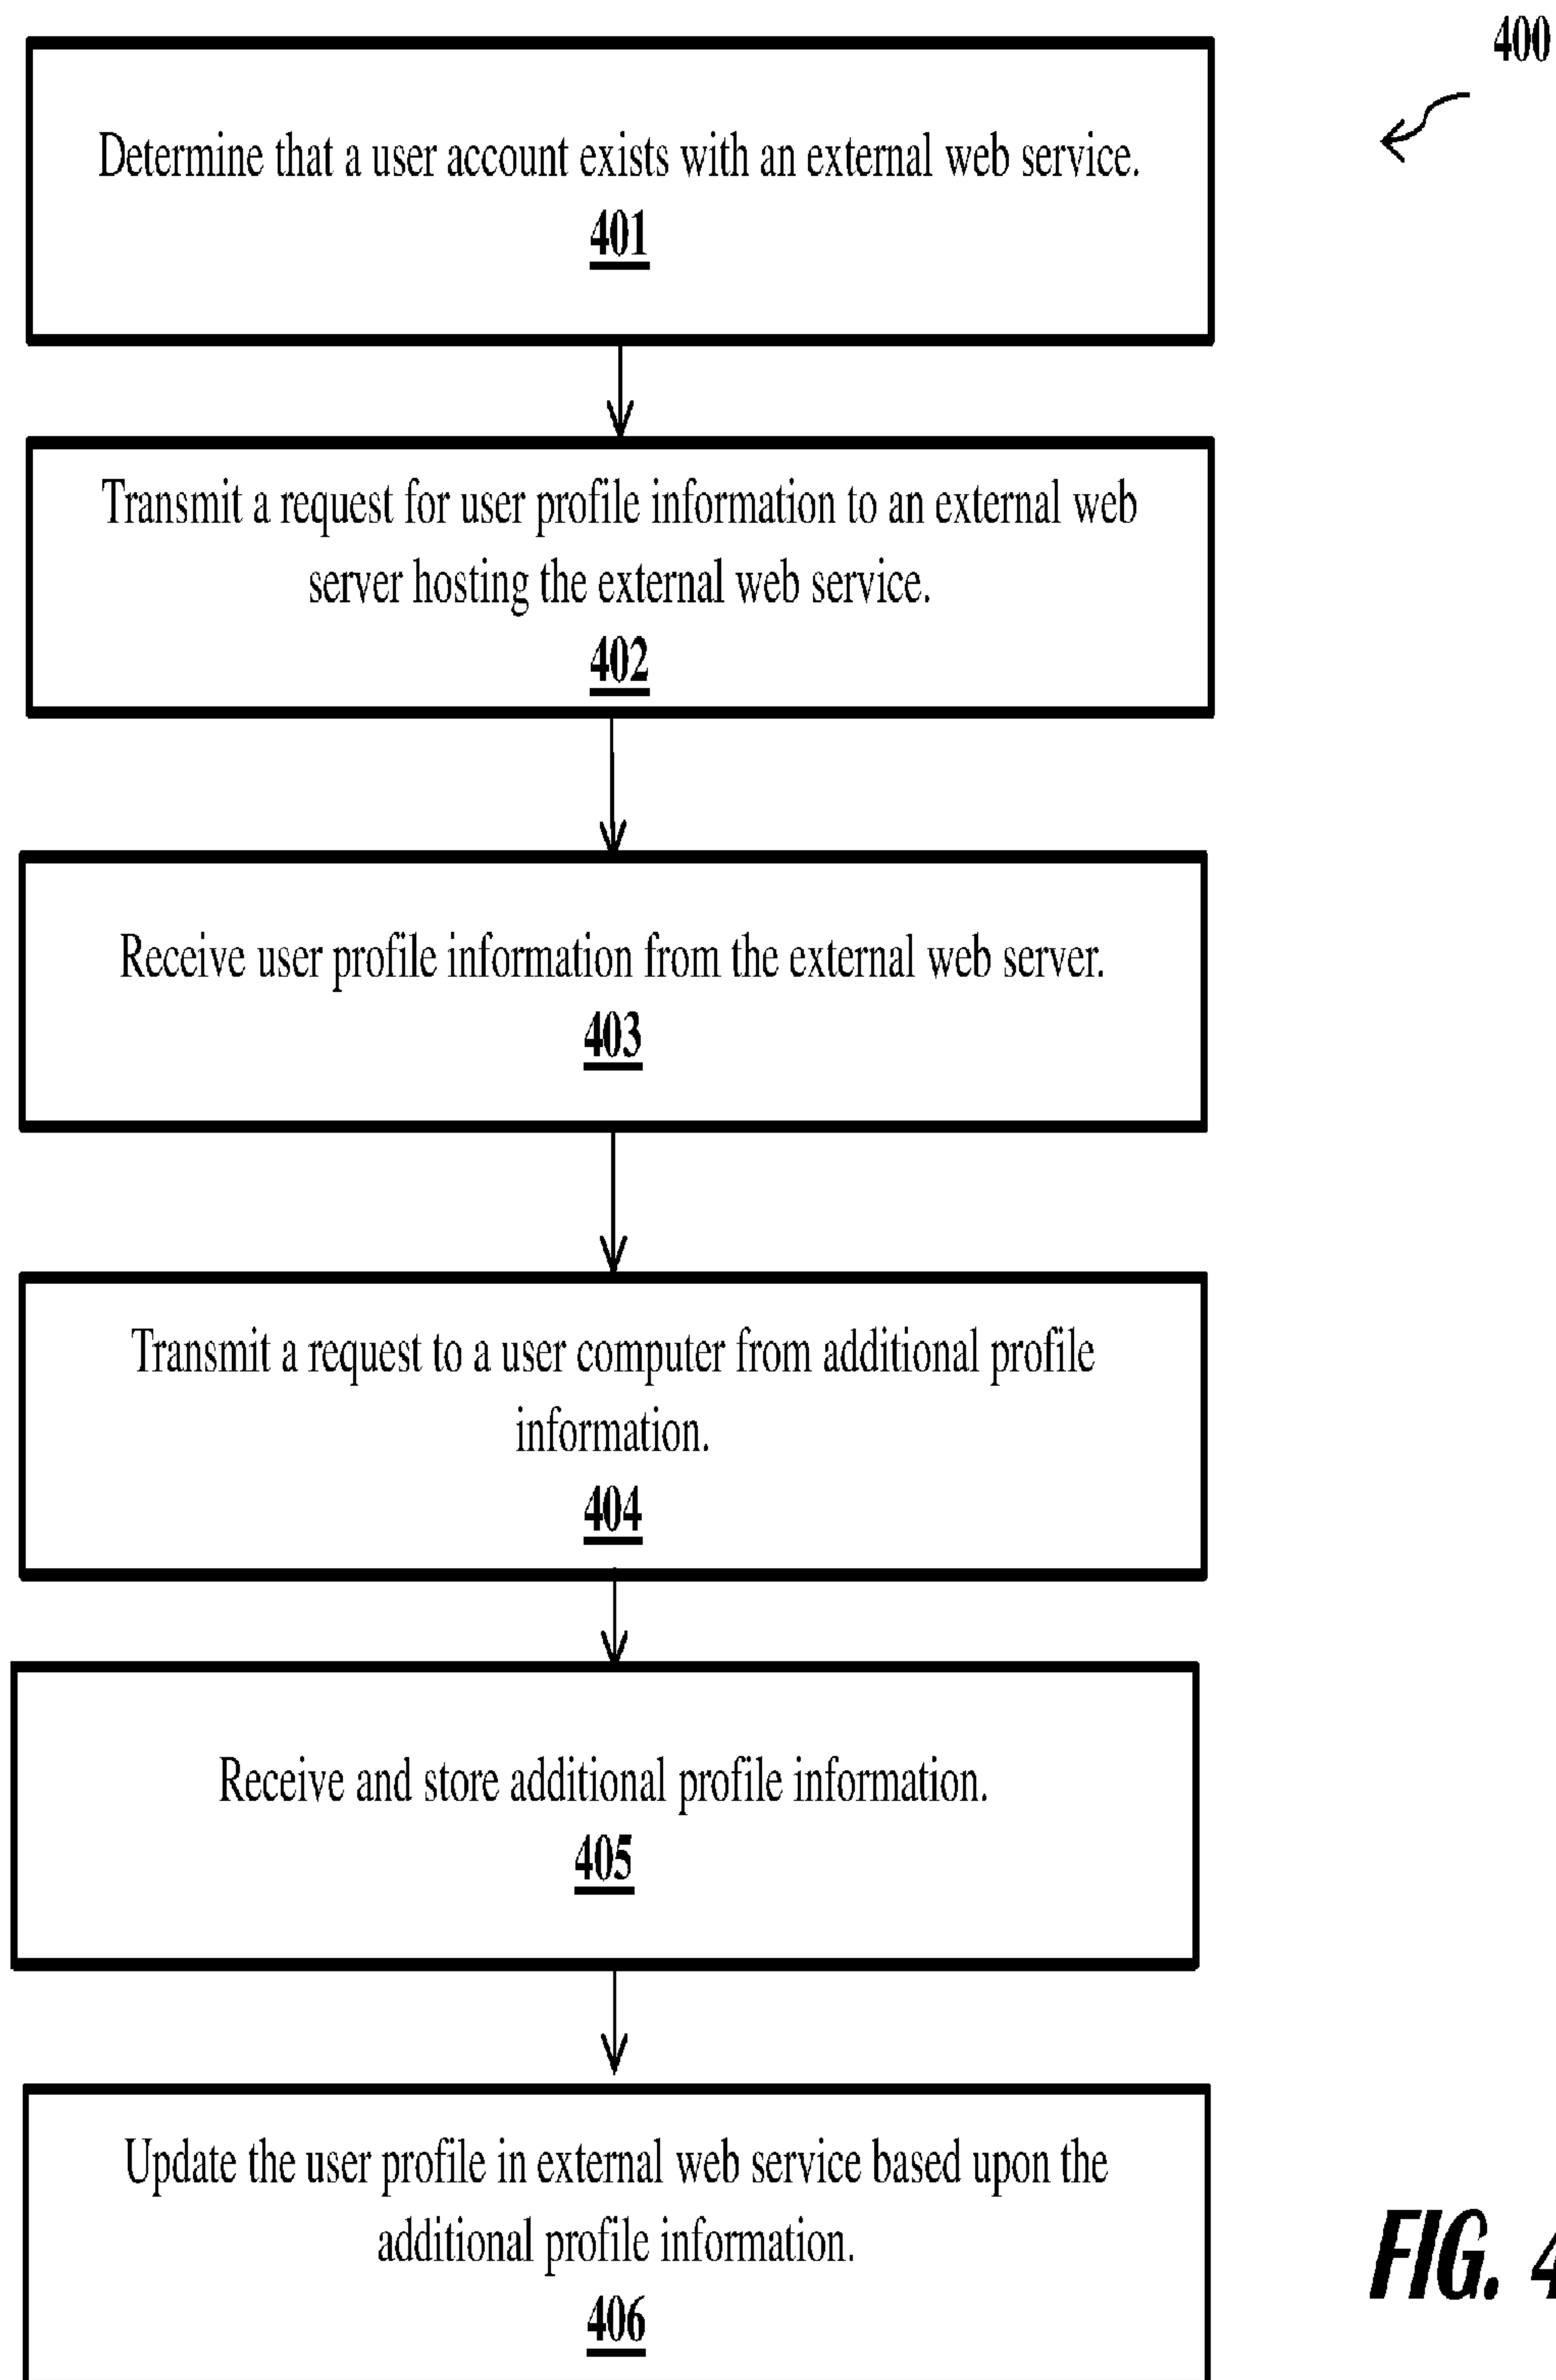 400
Determine that a user account exists with an external web service.
401
Transmit a request for user profile information to an external web
server hosting the external web service.
402
Receive user profile information from the external web server.
403
Transmit a request to a user computer from additional profile
information.
404
Receive and store additional profile information.
405
Update the user profile in external web service based upon the
additional profile information.
406
FIG. 4